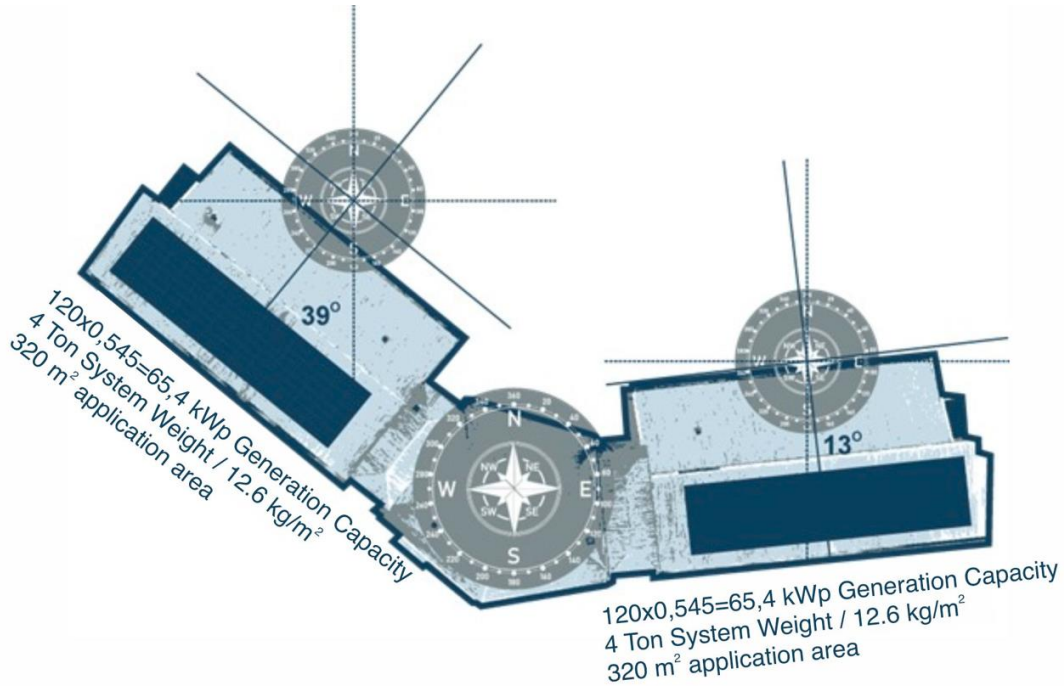 N
W
E
S
39°
120x0,545=65,4 kWp Generation Capacity
4 Ton System Weight / 12.6 kg/m²
320 m² application area
N
NW NE
W E
SW SE
S
N
W E
S
13°
120x0,545=65,4 kWp Generation Capacity
4 Ton System Weight / 12.6 kg/m²
320 m² application area